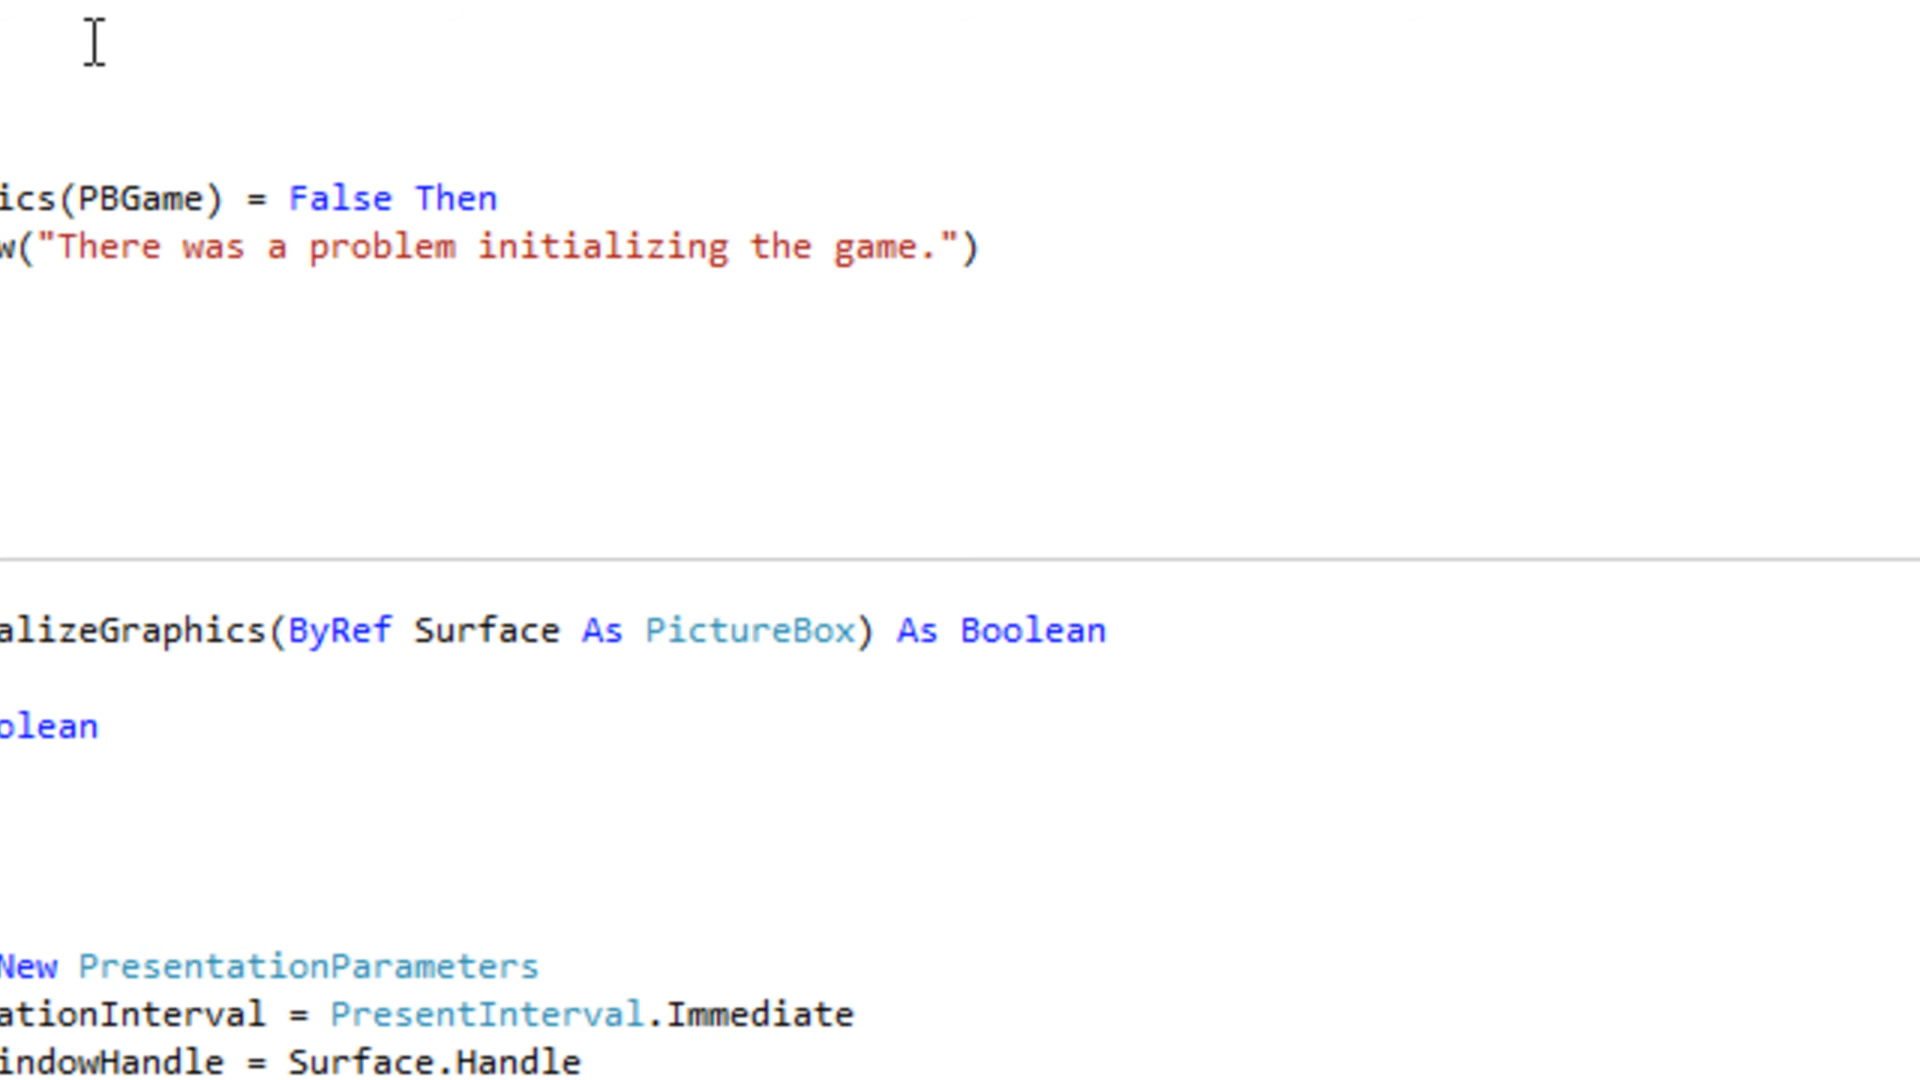 ics(PBGame) = False Then
w("There was a problem initializing the game.")
alizeGraphics(ByRef Surface As PictureBox) As Boolean
olean
New PresentationParameters
ationInterval = PresentInterval.Immediate
indowHandle = Surface.Handle